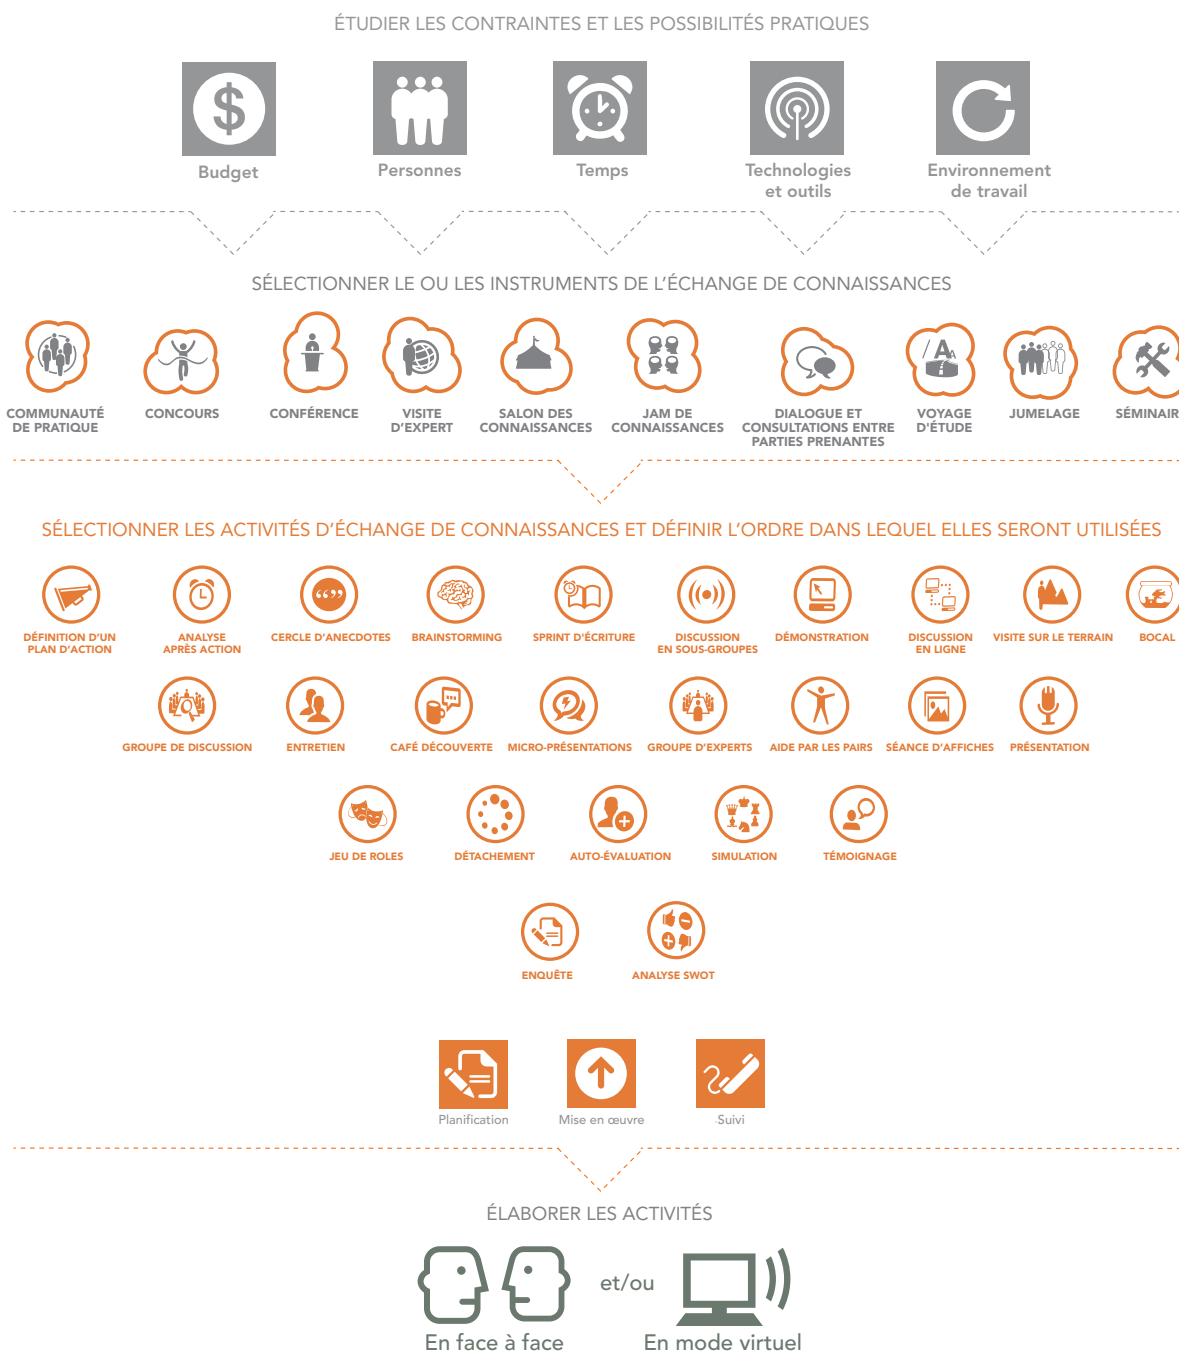 ÉTUDIER LES CONTRAINTES ET LES POSSIBILITÉS PRATIQUES
Budget
Personnes
Temps
Technologies
et outils
Environnement
de travail
SÉLECTIONNER LE OU LES INSTRUMENTS DE L'ÉCHANGE DE CONNAISSANCES
COMMUNAUTÉ
DE PRATIQUE
CONCOURS
CONFÉRENCE
VISITE
D'EXPERT
SALON DES
CONNAISSANCES
JAM DE
CONNAISSANCES
DIALOGUE ET
CONSULTATIONS ENTRE
PARTIES PRENANTES
VOYAGE
D'ÉTUDE
JUMELAGE
SÉMINAIR
SÉLECTIONNER LES ACTIVITÉS D'ÉCHANGE DE CONNAISSANCES ET DÉFINIR L'ORDRE DANS LEQUEL ELLES SERONT UTILISÉES
DÉFINITION D'UN
PLAN D'ACTION
ANALYSE
APRÈS ACTION
CERCLE D'ANECDOTES
BRAINSTORMING
SPRINT D'ÉCRITURE
DISCUSSION
EN SOUS-GROUPES
DÉMONSTRATION
DISCUSSION
EN LIGNE
VISITE SUR LE TERRAIN
BOCAL
GROUPE DE DISCUSSION
ENTRETIEN
CAFÉ DÉCOUVERTE
MICRO-PRÉSENTATIONS
GROUPE D'EXPERTS
AIDE PAR LES PAIRS
SÉANCE D'AFFICHES
PRÉSENTATION
JEU DE ROLES
DÉTACHEMENT
AUTO-ÉVALUATION
SIMULATION
TÉMOIGNAGE
ENQUÊTE
ANALYSE SWOT
Planification
Mise en œuvre
Suivi
ÉLABORER LES ACTIVITÉS
et/ou
En face à face
En mode virtuel